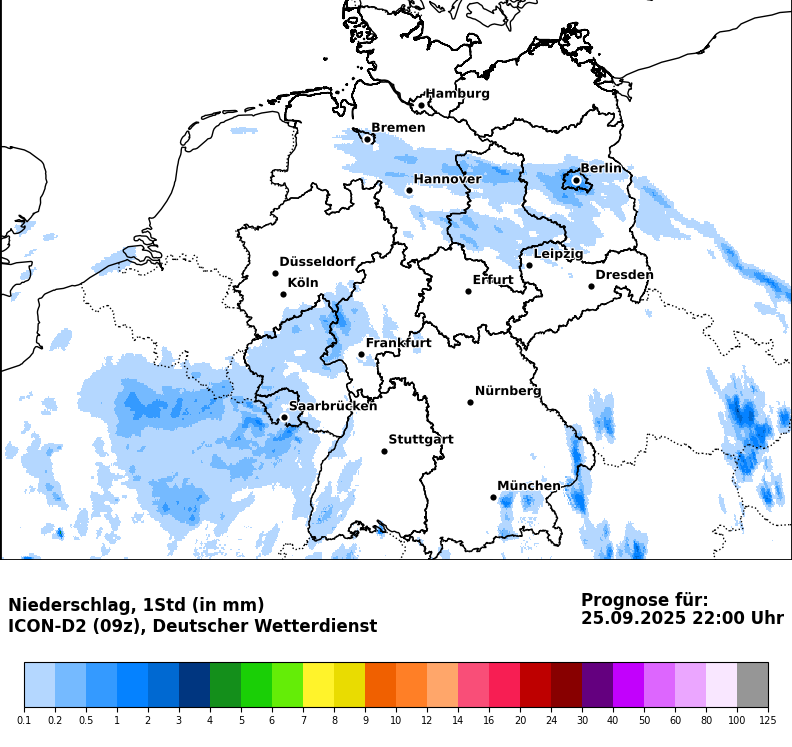 Hamburg
Bremen
Berlin
Hannover
Leipzig
Düsseldorf
Dresden
Köln
Erfurt
Frankfurt
Nürnberg
Saarbrücken
Stuttgart
München
Niederschlag, 1Std (in mm)
ICON-D2 (09z), Deutscher Wetterdienst
Prognose für:
25.09.2025 22:00 Uhr
0.1 0.2 0.5 1 2 3 4 5 6 7 8 9 10 12 14 16 20 24 30 40 50 60 80 100 125